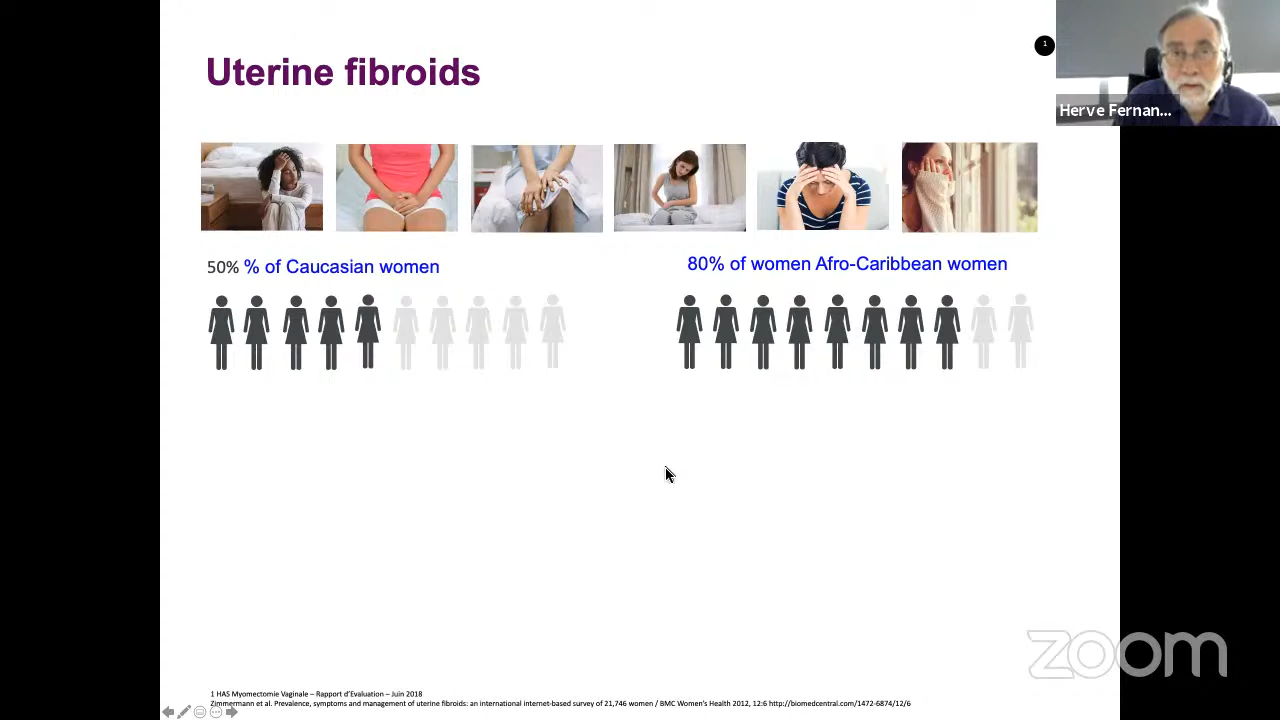 Uterine fibroids
1
Herve Fernan...
50% % of Caucasian women
80% of women Afro-Caribbean women
zoom
1 HAS Myomectomie Vaginale – Rapport d'Evaluation – Juin 2018
Zimmermann et al. Prevalence, symptoms and management of uterine fibroids: an international internet-based survey of 21,746 women / BMC Women's Health 2012, 12:6 http://biomedcentral.com/1472-6874/12/6